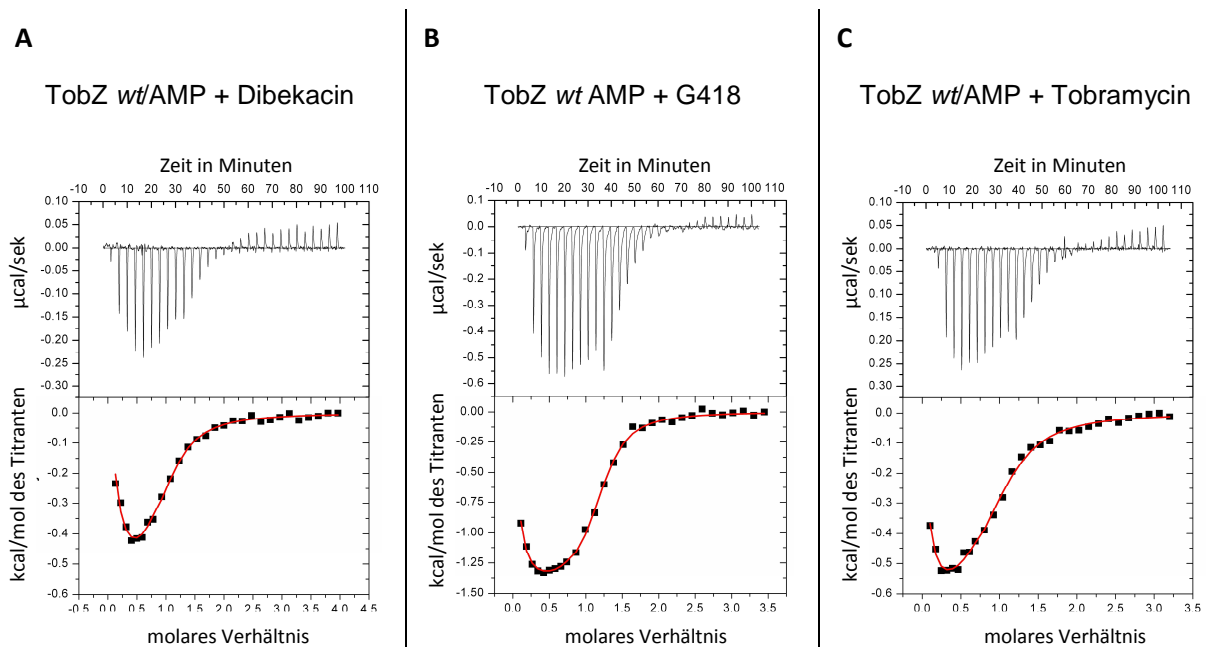 A
TobZ wt/AMP + Dibekacin
Zeit in Minuten
-10 0 10 20 30 40 50 60 70 80 90 100 110
0.10
0.05
0.00
0.05
0.10
0.15
0.20
0.25
0.30
µcal/sek
0.0
-0.1
-0.2
-0.3
-0.4
-0.5
-0.6
kcal/mol des Titranten
-0.5 0.0 0.5 1.0 1.5 2.0 2.5 3.0 3.5 4.0 4.5
molares Verhältnis
B
TobZ wt AMP + G418
Zeit in Minuten
-10 0 10 20 30 40 50 60 70 80 90 100 110
0.1
0.0
-0.1
-0.2
-0.3
-0.4
-0.5
-0.6
µcal/sek
0.00
-0.25
-0.50
-0.75
-1.00
-1.25
-1.50
kcal/mol des Titranten
0.0 0.5 1.0 1.5 2.0 2.5 3.0 3.5
molares Verhältnis
C
TobZ wt/AMP + Tobramycin
Zeit in Minuten
-10 0 10 20 30 40 50 60 70 80 90 100 110
0.10
0.05
0.00
0.05
0.10
0.15
0.20
0.25
0.30
µcal/sek
0.0
-0.1
-0.2
-0.3
-0.4
-0.5
-0.6
kcal/mol des Titranten
0.0 0.5 1.0 1.5 2.0 2.5 3.0 3.5
molares Verhältnis